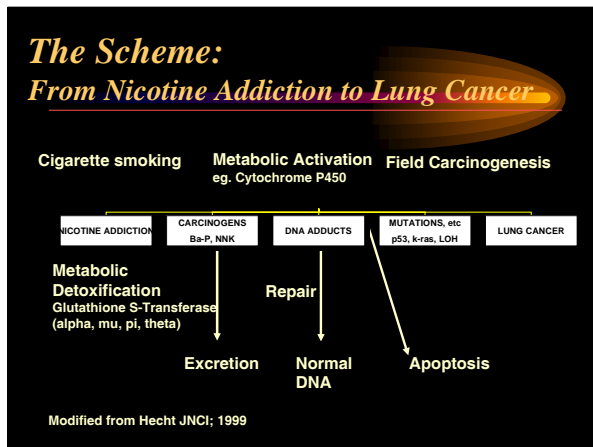 The Scheme:
From Nicotine Addiction to Lung Cancer
Cigarette smoking
Metabolic Activation
eg. Cytochrome P450
Field Carcinogenesis
NICOTINE ADDICTION
CARCINOGENS
Ba-P, NNK
DNA ADDUCTS
MUTATIONS, etc
p53, k-ras, LOH
LUNG CANCER
Metabolic
Detoxification
Glutathione S-Transferase
(alpha, mu, pi, theta)
Repair
Excretion
Normal
DNA
Apoptosis
Modified from Hecht JNCI; 1999